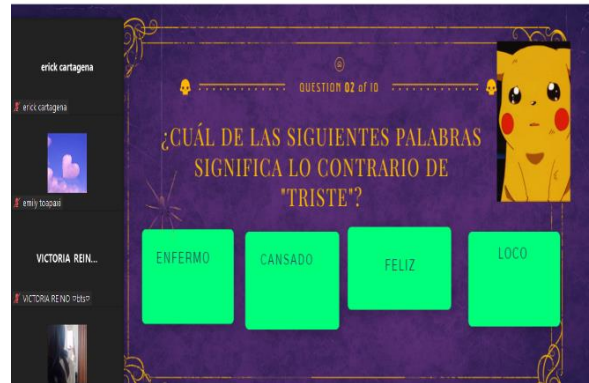 erick cartagena
erick cartagena
emily toapaxi
VICTORIA REIN...
VICTORIA REINO ♡bts♡
QUESTION 02 of 10
¿CUÁL DE LAS SIGUIENTES PALABRAS
SIGNIFICA LO CONTRARIO DE
"TRISTE"?
ENFERMO
CANSADO
FELIZ
LOCO